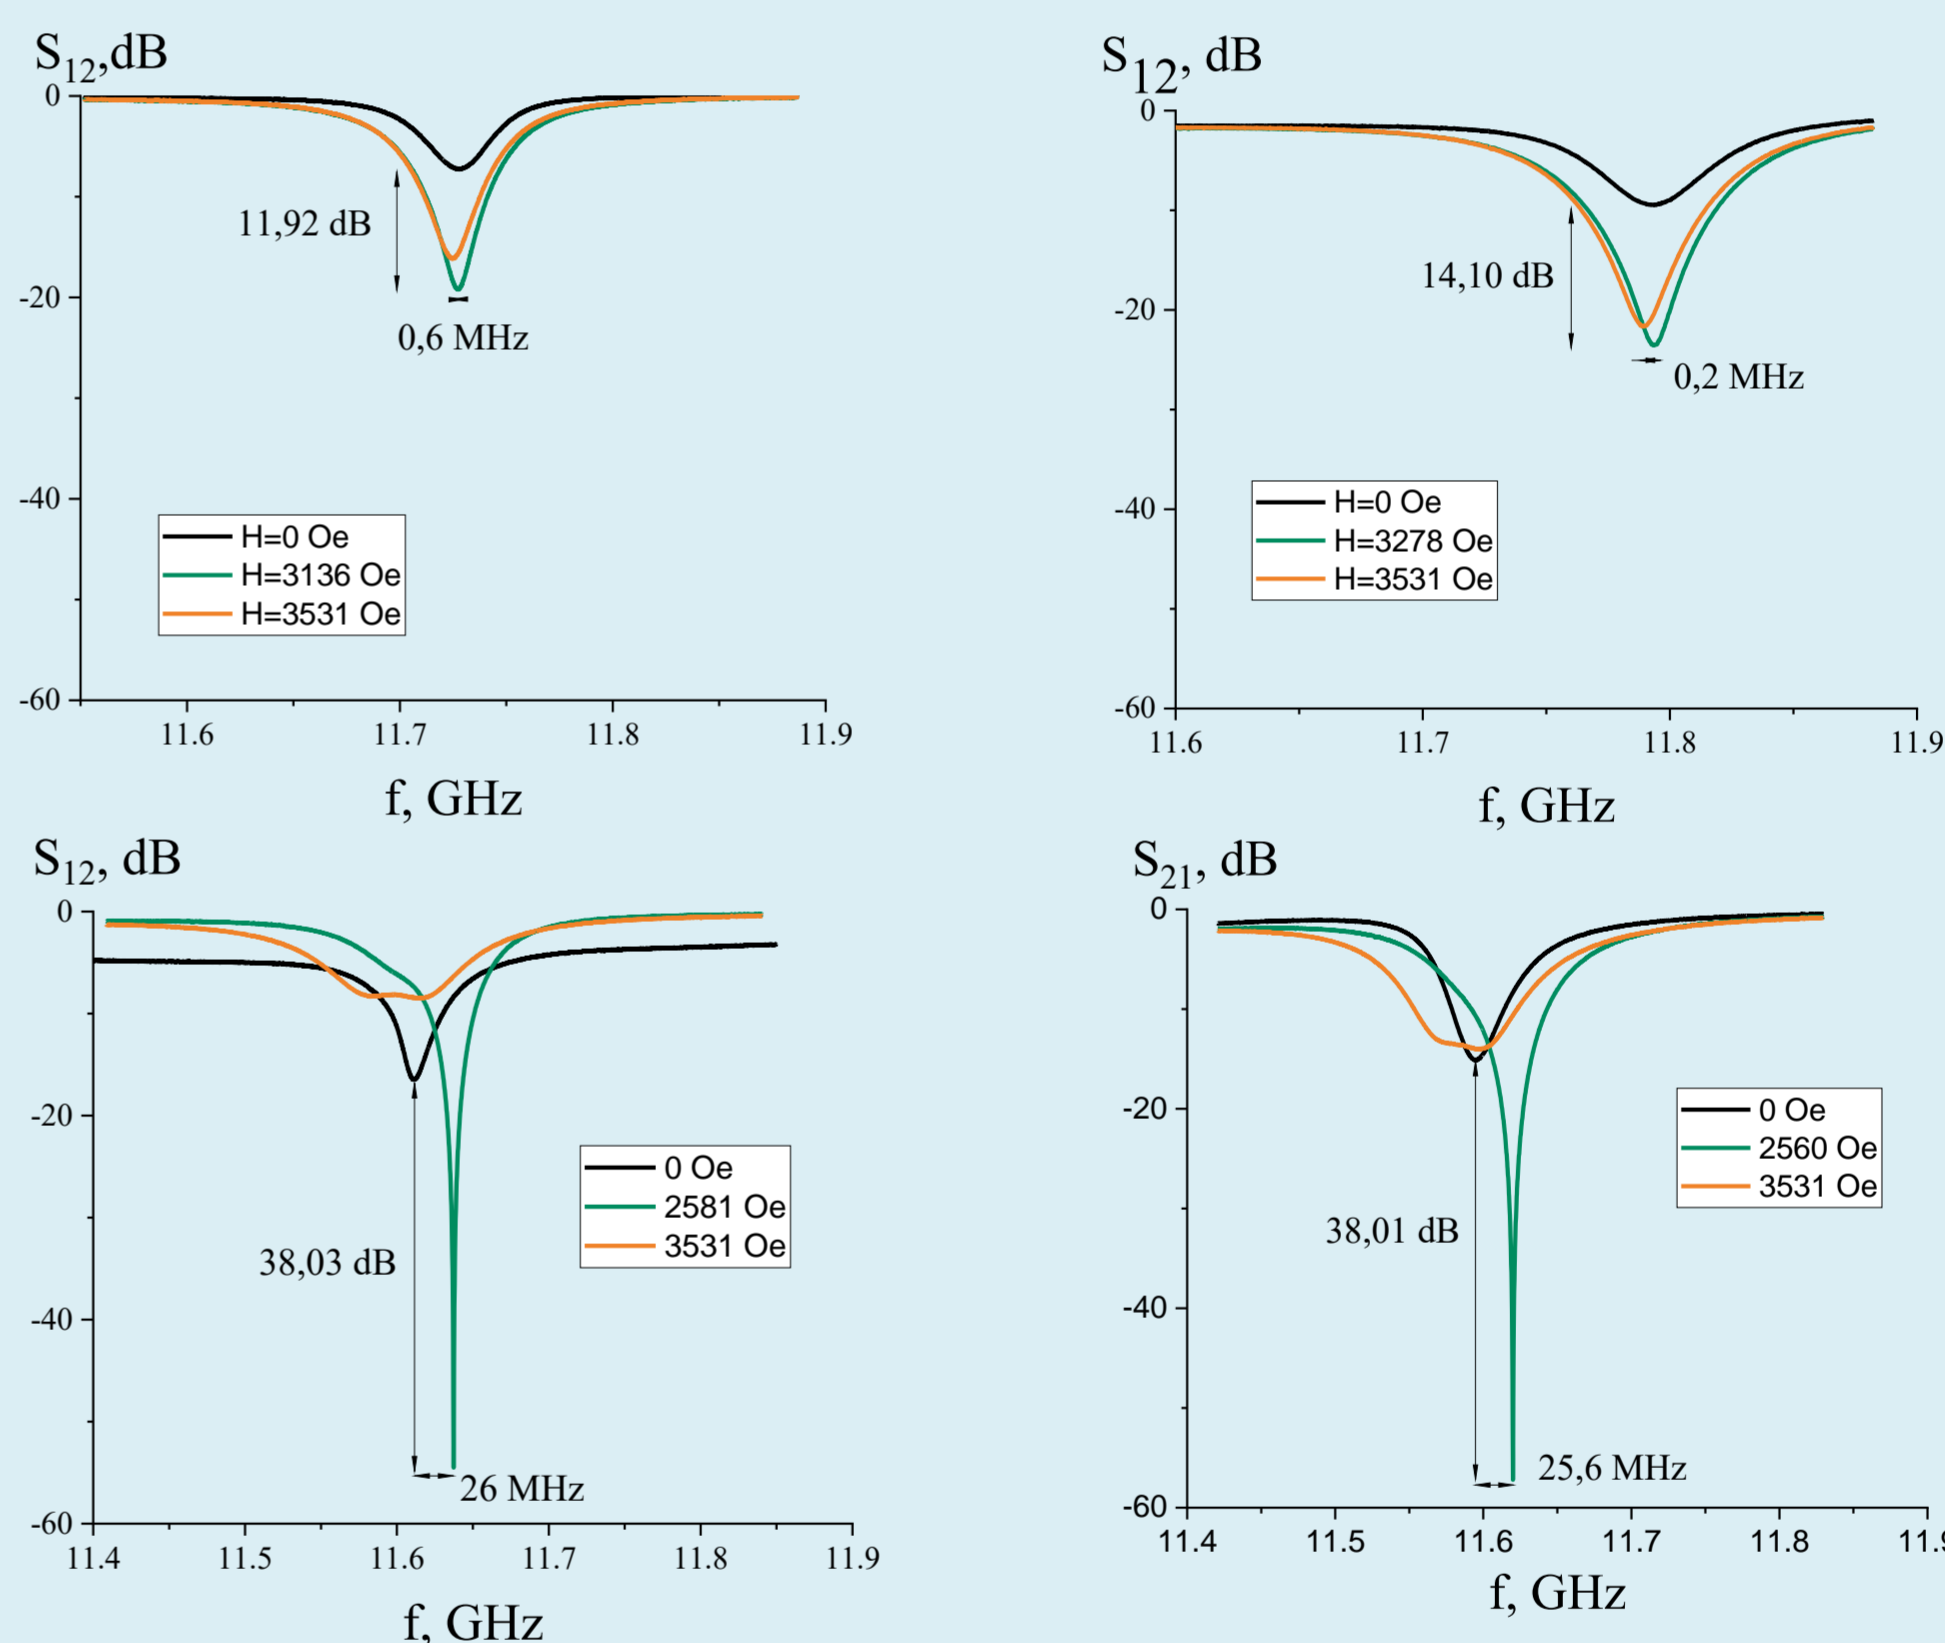 S12,dB
0
-20
-40
-60
11,92 dB
0,6 MHz
H=0 Oe
H=3136 Oe
H=3531 Oe
11.6 11.7 11.8 11.9
f, GHz
S12, dB
0
-20
-40
-60
14,10 dB
0,2 MHz
H=0 Oe
H=3278 Oe
H=3531 Oe
11.6 11.7 11.8 11.9
f, GHz
S12, dB
0
-20
-40
-60
0 Oe
2581 Oe
3531 Oe
38,03 dB
26 MHz
11.4 11.5 11.6 11.7 11.8 11.9
f, GHz
S21, dB
0
-20
-40
-60
0 Oe
2560 Oe
3531 Oe
38,01 dB
25,6 MHz
11.4 11.5 11.6 11.7 11.8
f, GHz